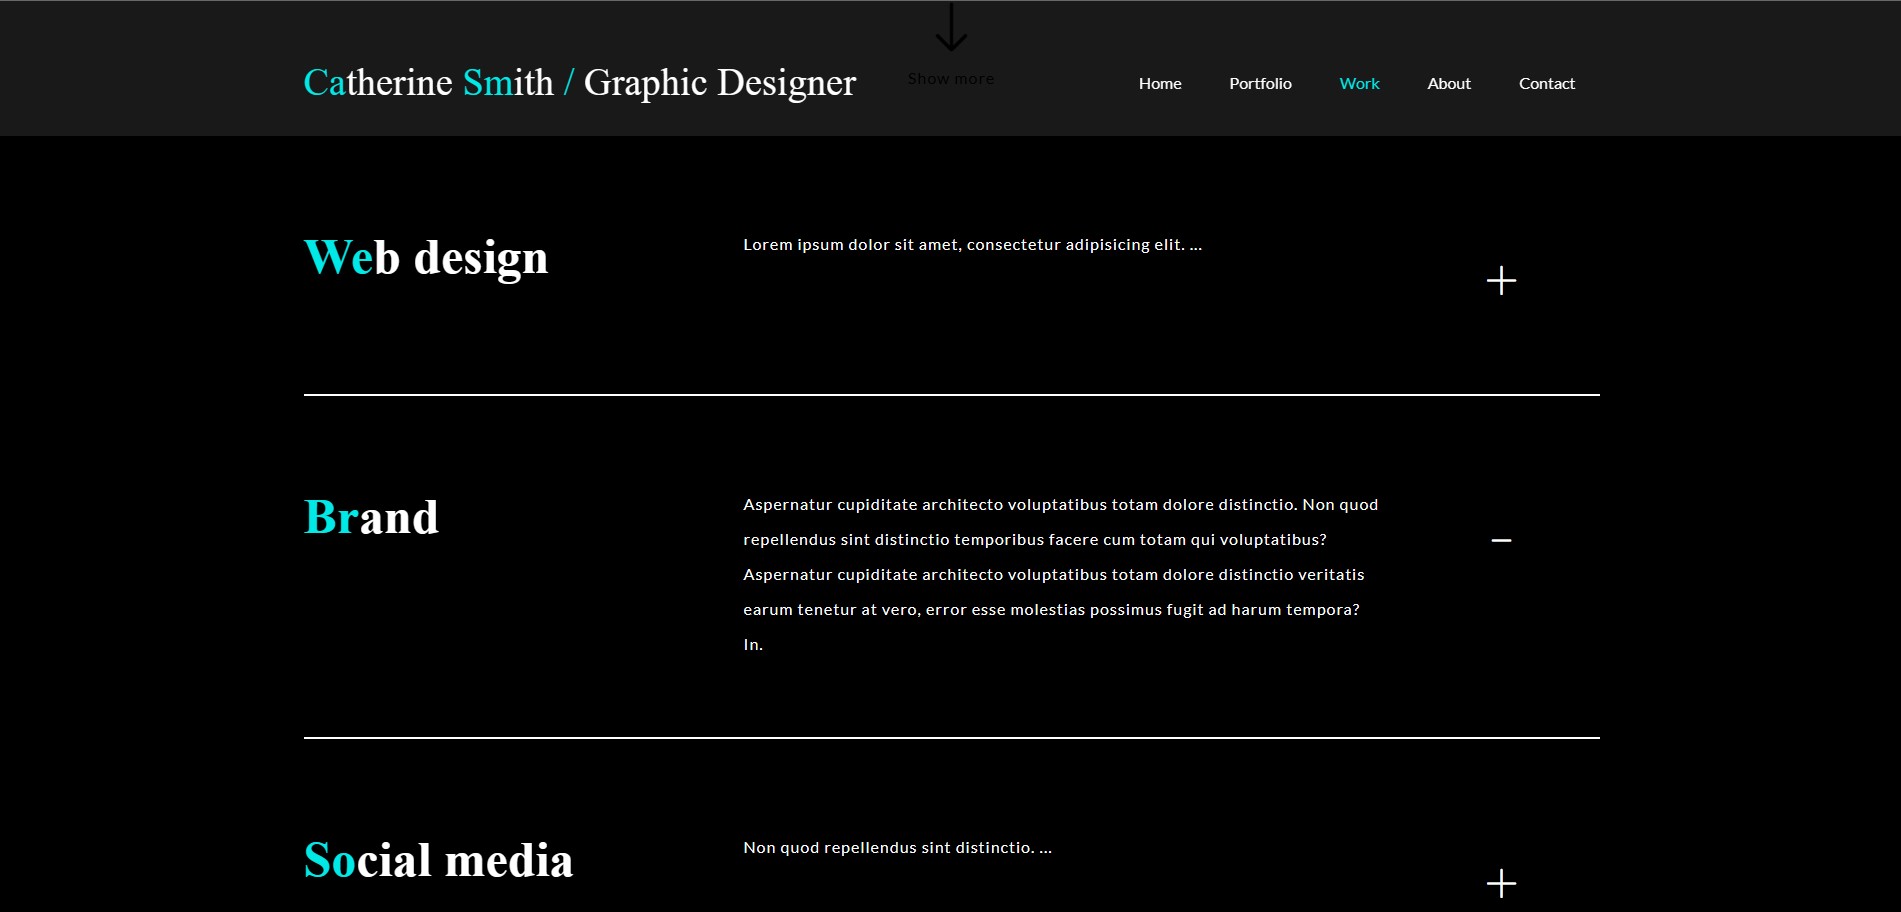 Catherine Smith / Graphic Designer
Show more
Home
Portfolio
Work
About
Contact
Web design
Lorem ipsum dolor sit amet, consectetur adipisicing elit. ...
Brand
Aspernatur cupiditate architecto voluptatibus totam dolore distinctio. Non quod
repellendus sint distinctio temporibus facere cum totam qui voluptatibus?
Aspernatur cupiditate architecto voluptatibus totam dolore distinctio veritatis
earum tenetur at vero, error esse molestias possimus fugit ad harum tempora?
In.
Social media
Non quod repellendus sint distinctio. ...